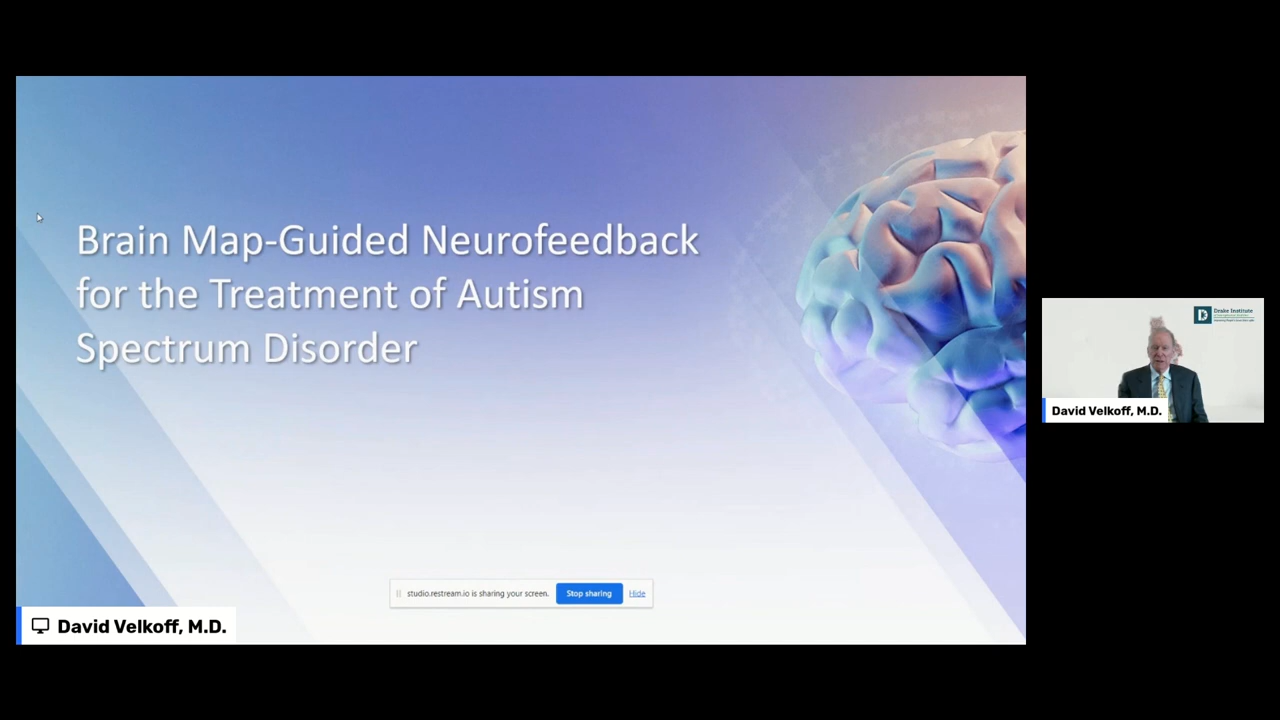 Brain Map-Guided Neurofeedback
for the Treatment of Autism
Spectrum Disorder
studio.restream.io is sharing your screen. Stop sharing Hide
David Velkoff, M.D.
Drake Institute
David Velkoff, M.D.